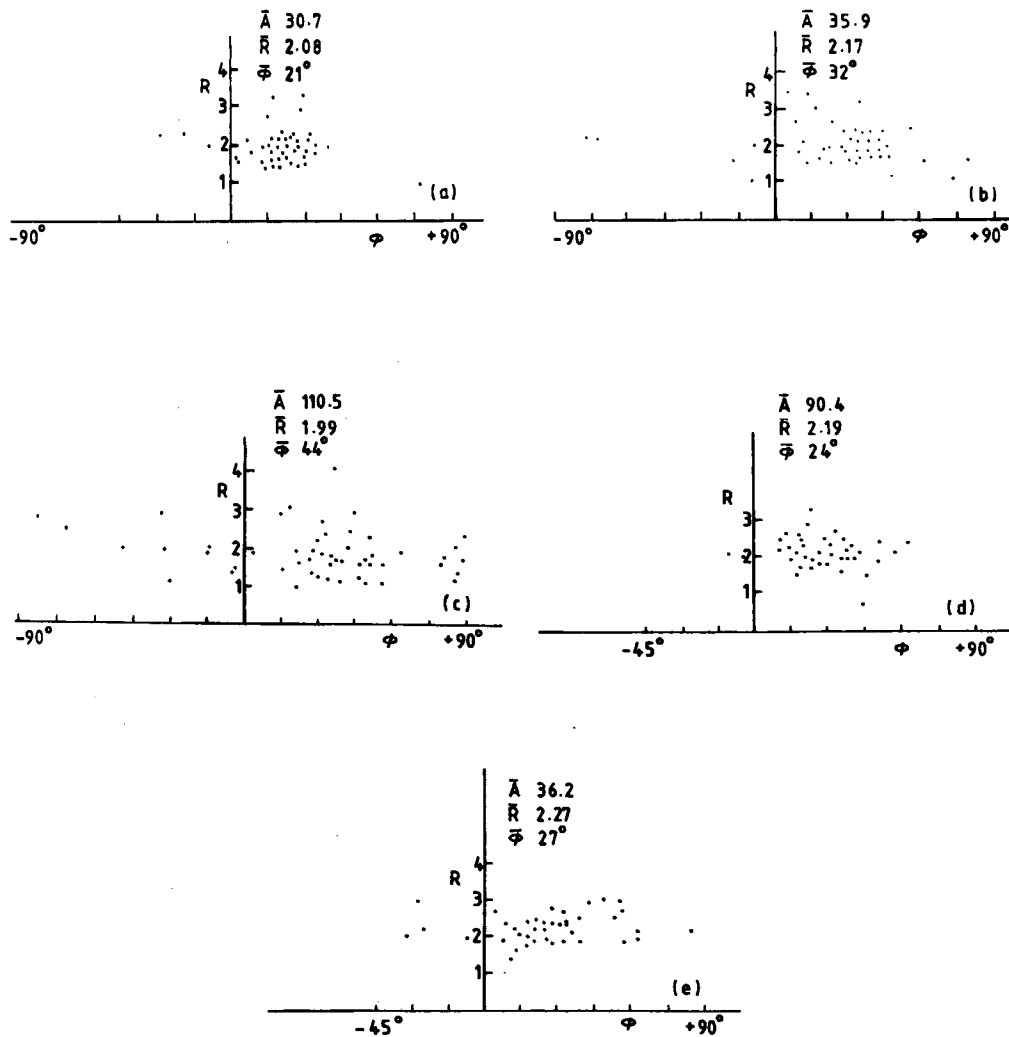 Ā 30.7
R̄ 2.08
Φ̄ 21°
R
4
3
2
1
(a)
-90° Φ +90°
Ā 35.9
R̄ 2.17
Φ̄ 32°
R
4
3
2
1
(b)
-90° Φ +90°
Ā 110.5
R̄ 1.99
Φ̄ 44°
R
4
3
2
1
(c)
-90° Φ +90°
Ā 90.4
R̄ 2.19
Φ̄ 24°
R
3
2
1
(d)
-45° Φ +90°
Ā 36.2
R̄ 2.27
Φ̄ 27°
R
4
3
2
1
(e)
-45° Φ +90°